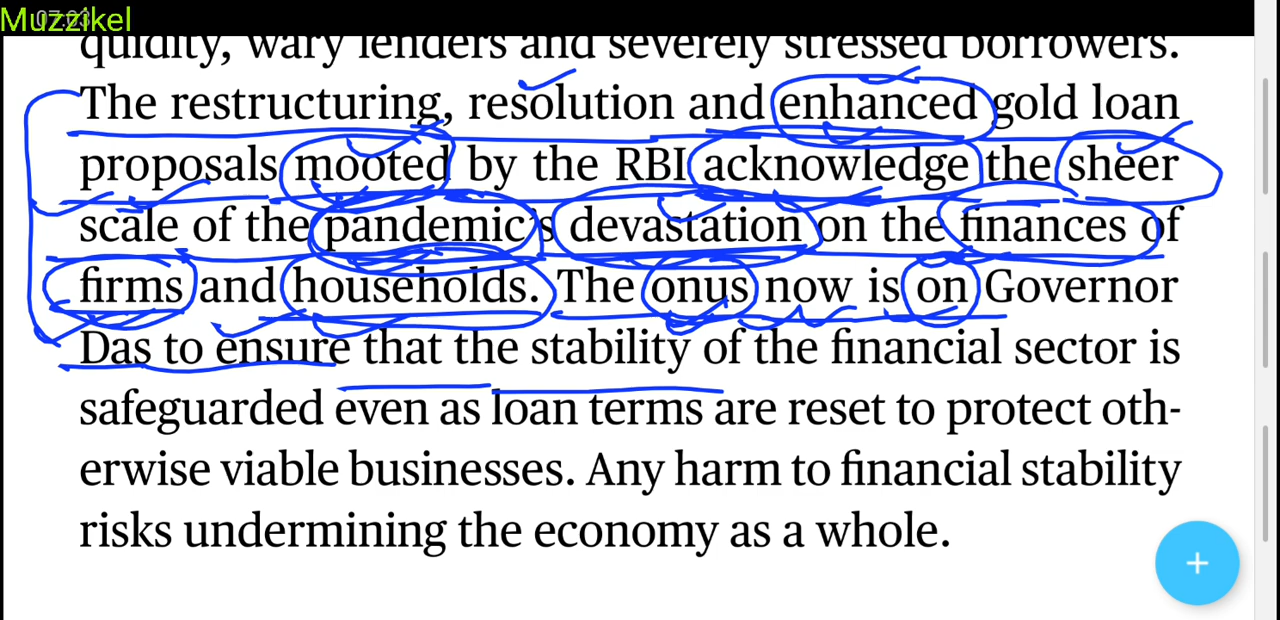 Muzzikel
quidity, wary lenders and severely stressed borrowers.
The restructuring, resolution and enhanced gold loan
proposals mooted by the RBI acknowledge the sheer
scale of the pandemic's devastation on the finances of
firms and households. The onus now is on Governor
Das to ensure that the stability of the financial sector is
safeguarded even as loan terms are reset to protect oth-
erwise viable businesses. Any harm to financial stability
risks undermining the economy as a whole.
+